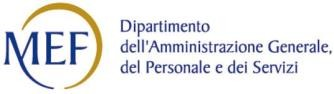 MEF
Dipartimento
dell'Amministrazione Generale,
del Personale e dei Servizi